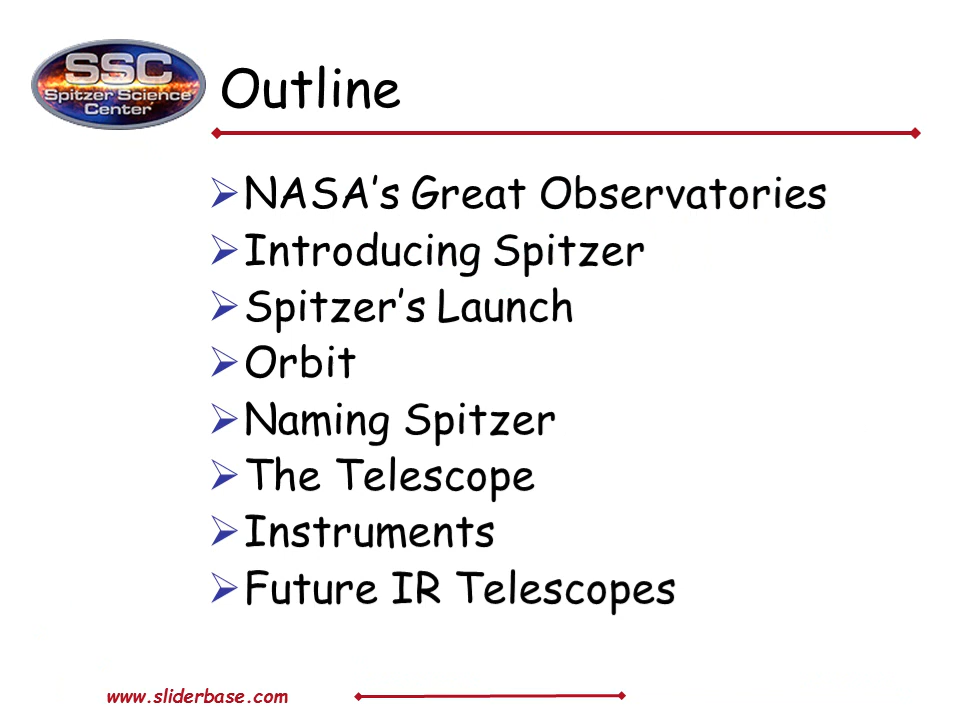 SSC
Spitzer Science
Center
Outline
NASA’s Great Observatories
Introducing Spitzer
Spitzer’s Launch
Orbit
Naming Spitzer
The Telescope
Instruments
Future IR Telescopes
www.sliderbase.com